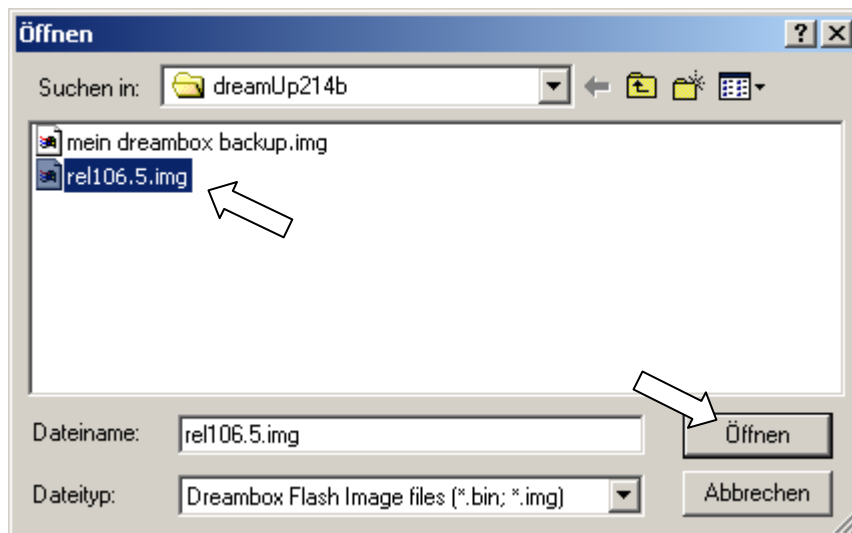 Öffnen
Suchen in: dreamUp214b
mein dreambox backup.img
rel106.5.img
Dateiname: rel106.5.img Öffnen
Dateityp: Dreambox Flash Image files (*.bin; *.img) Abbrechen